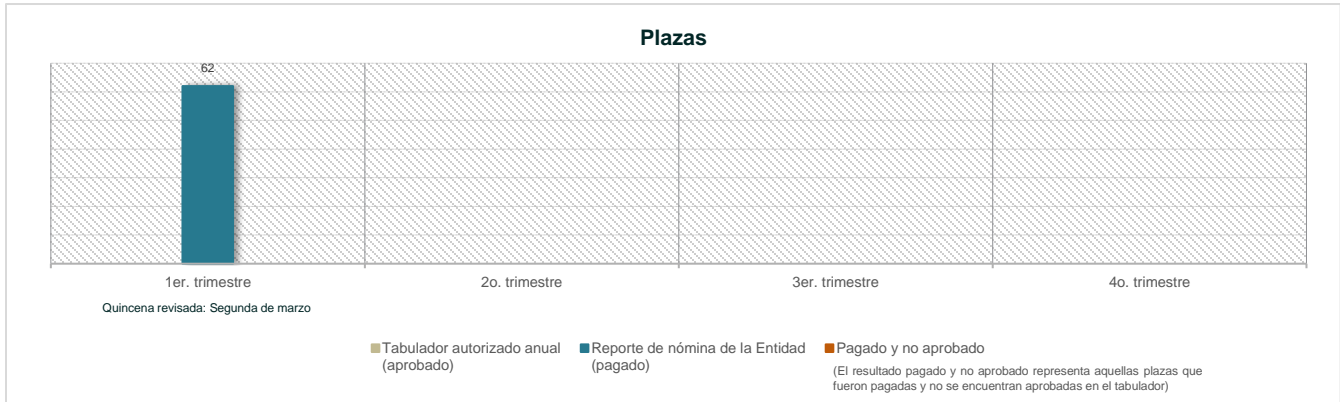 Plazas
62
1er. trimestre
2o. trimestre
3er. trimestre
4o. trimestre
Quincena revisada: Segunda de marzo
Tabulador autorizado anual
(aprobado)
Reporte de nómina de la Entidad
(pagado)
Pagado y no aprobado
(El resultado pagado y no aprobado representa aquellas plazas que
fueron pagadas y no se encuentran aprobadas en el tabulador)